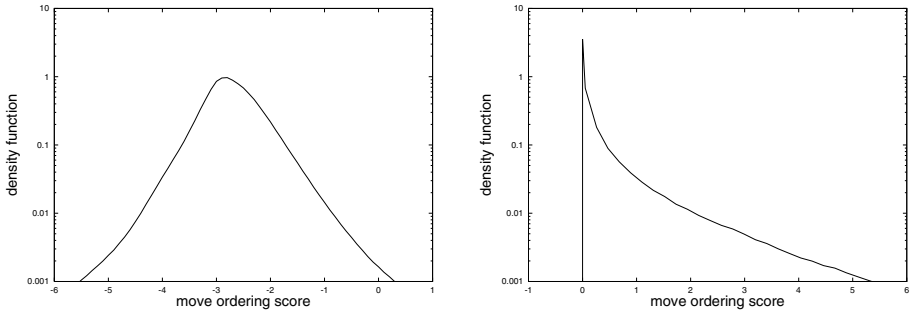 10
1
0.1
0.01
0.001
density function
-6 -5 -4 -3 -2 -1 0 1
move ordering score
10
1
0.1
0.01
0.001
density function
-1 0 1 2 3 4 5 6
move ordering score